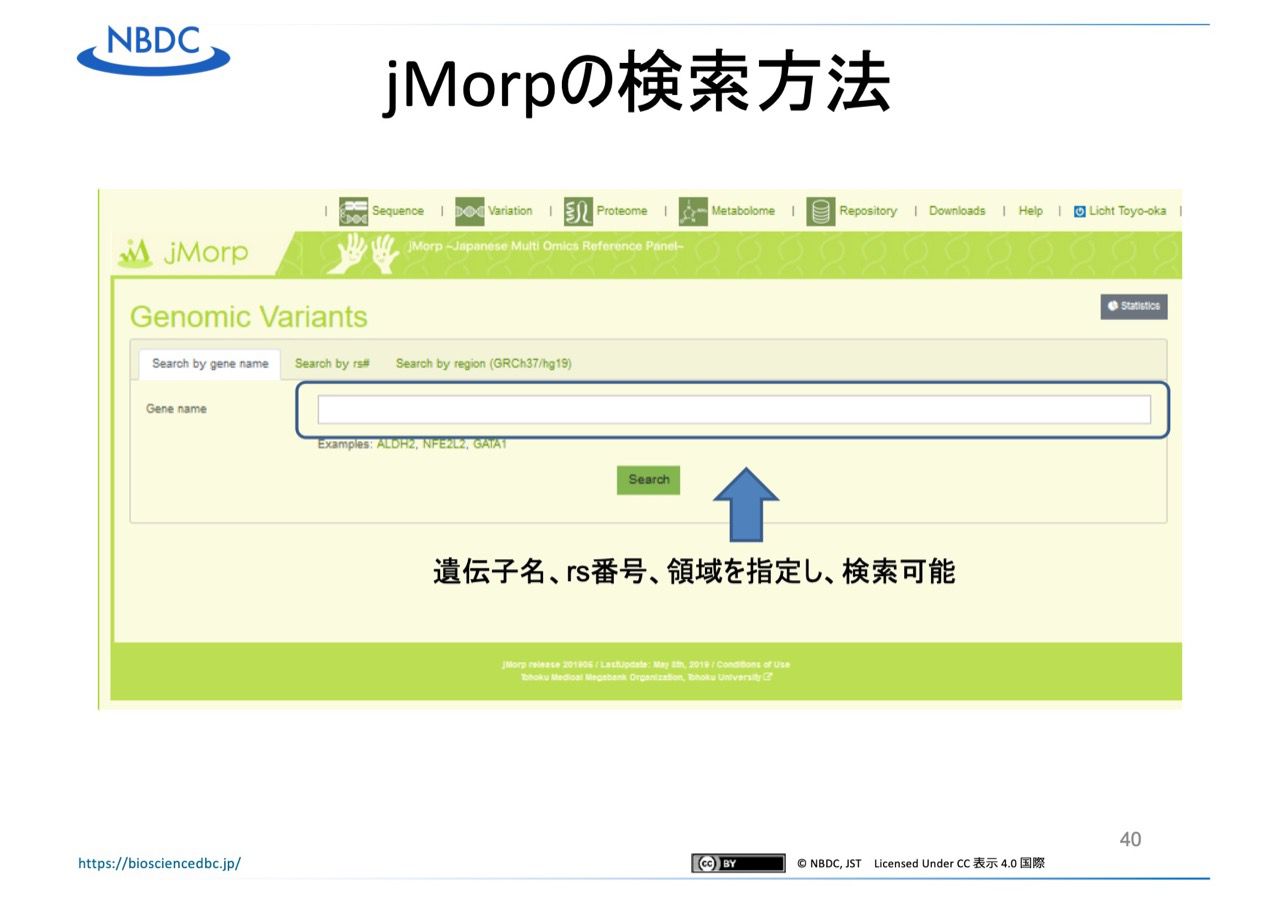 NBDC
jMorpの検索方法
| Sequence | Variation | Proteome | Metabolome | Repository | Downloads | Help | Licht Toyo-oka |
jMorp
jMorp ~Japanese Multi Omics Reference Panel~
Genomic Variants
Statistics
Search by gene name Search by rs# Search by region (GRCh37/hg19)
Gene name
Examples: ALDH2, NFE2L2, GATA1
Search
遺伝子名、rs番号、領域を指定し、検索可能
jMorp release 201905 / LastUpdate: May 8th, 2019 / Conditions of Use
Tohoku Medical Megabank Organization, Tohoku University
40
https://biosciencedbc.jp/
cc BY
© NBDC, JST Licensed Under CC 表示 4.0 国際